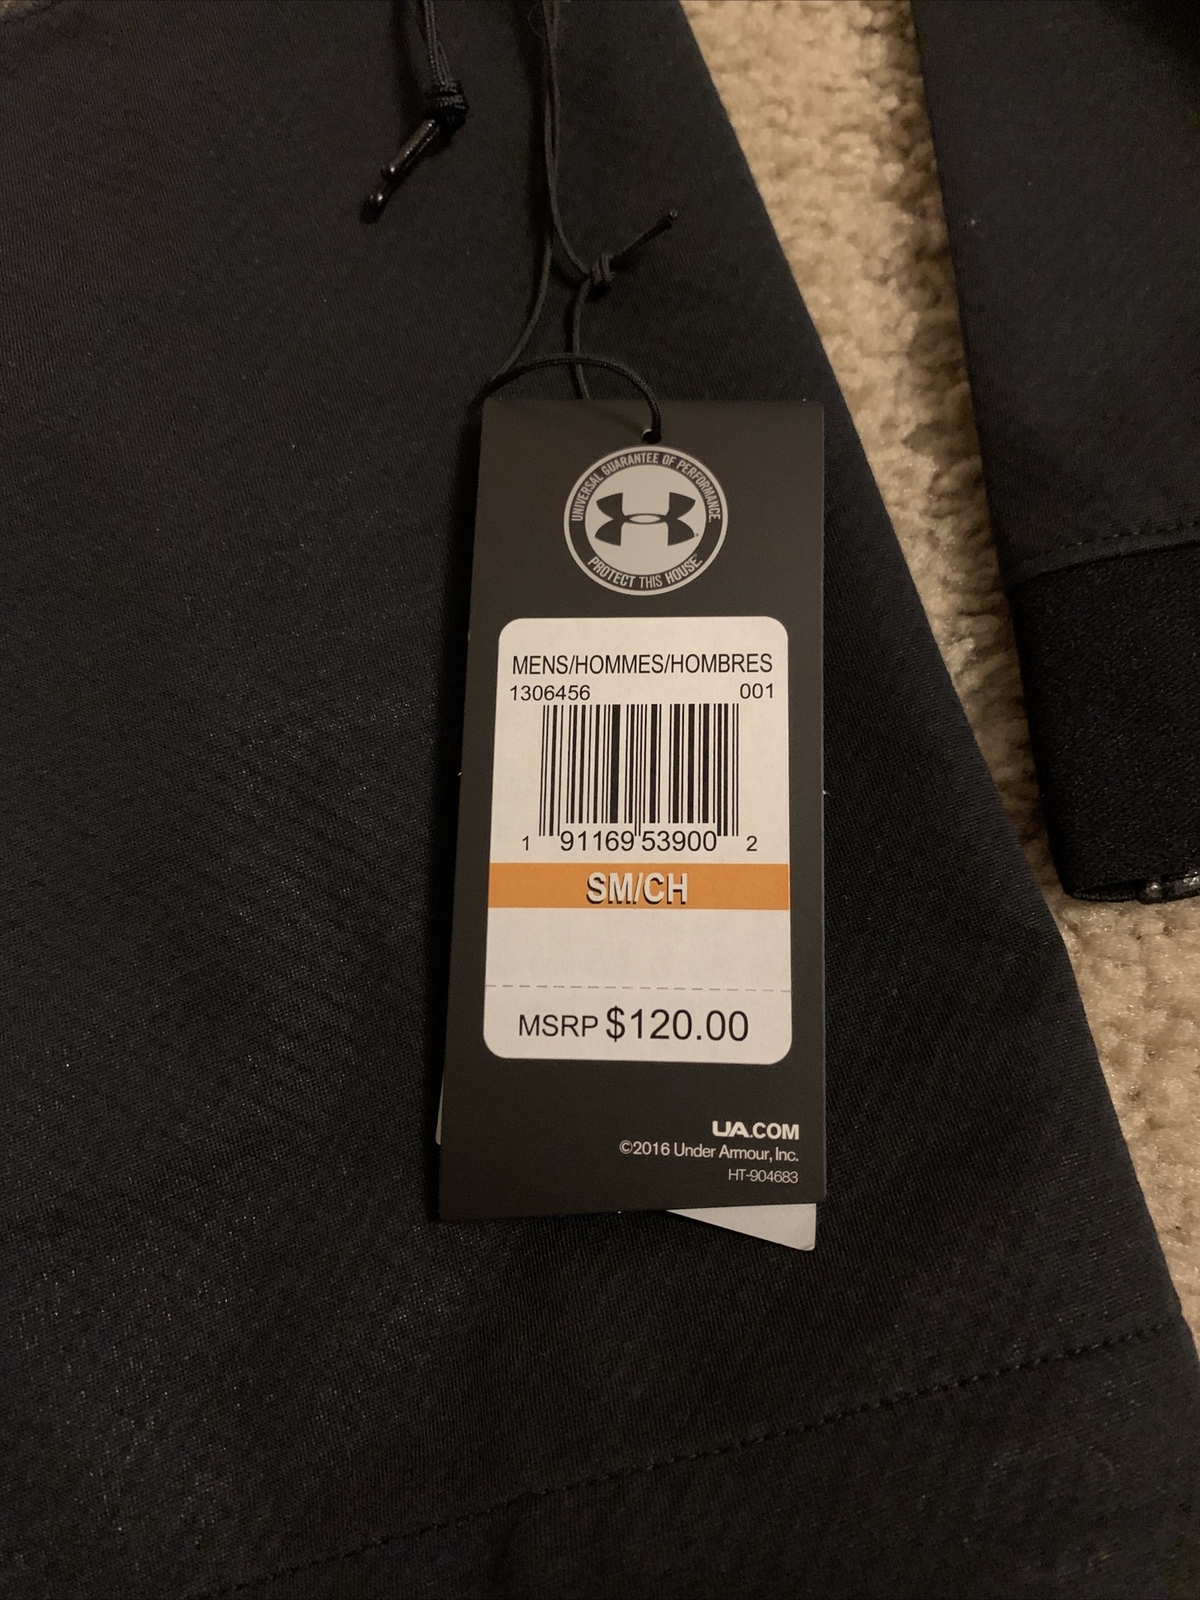 UNIVERSAL GUARANTEE OF PERFORMANCE
PROTECT THIS HOUSE
MENS/HOMMES/HOMBRES
1306456 001
1 91169 53900 2
SM/CH
MSRP $120.00
UA.COM
©2016 Under Armour, Inc.
HT-904683